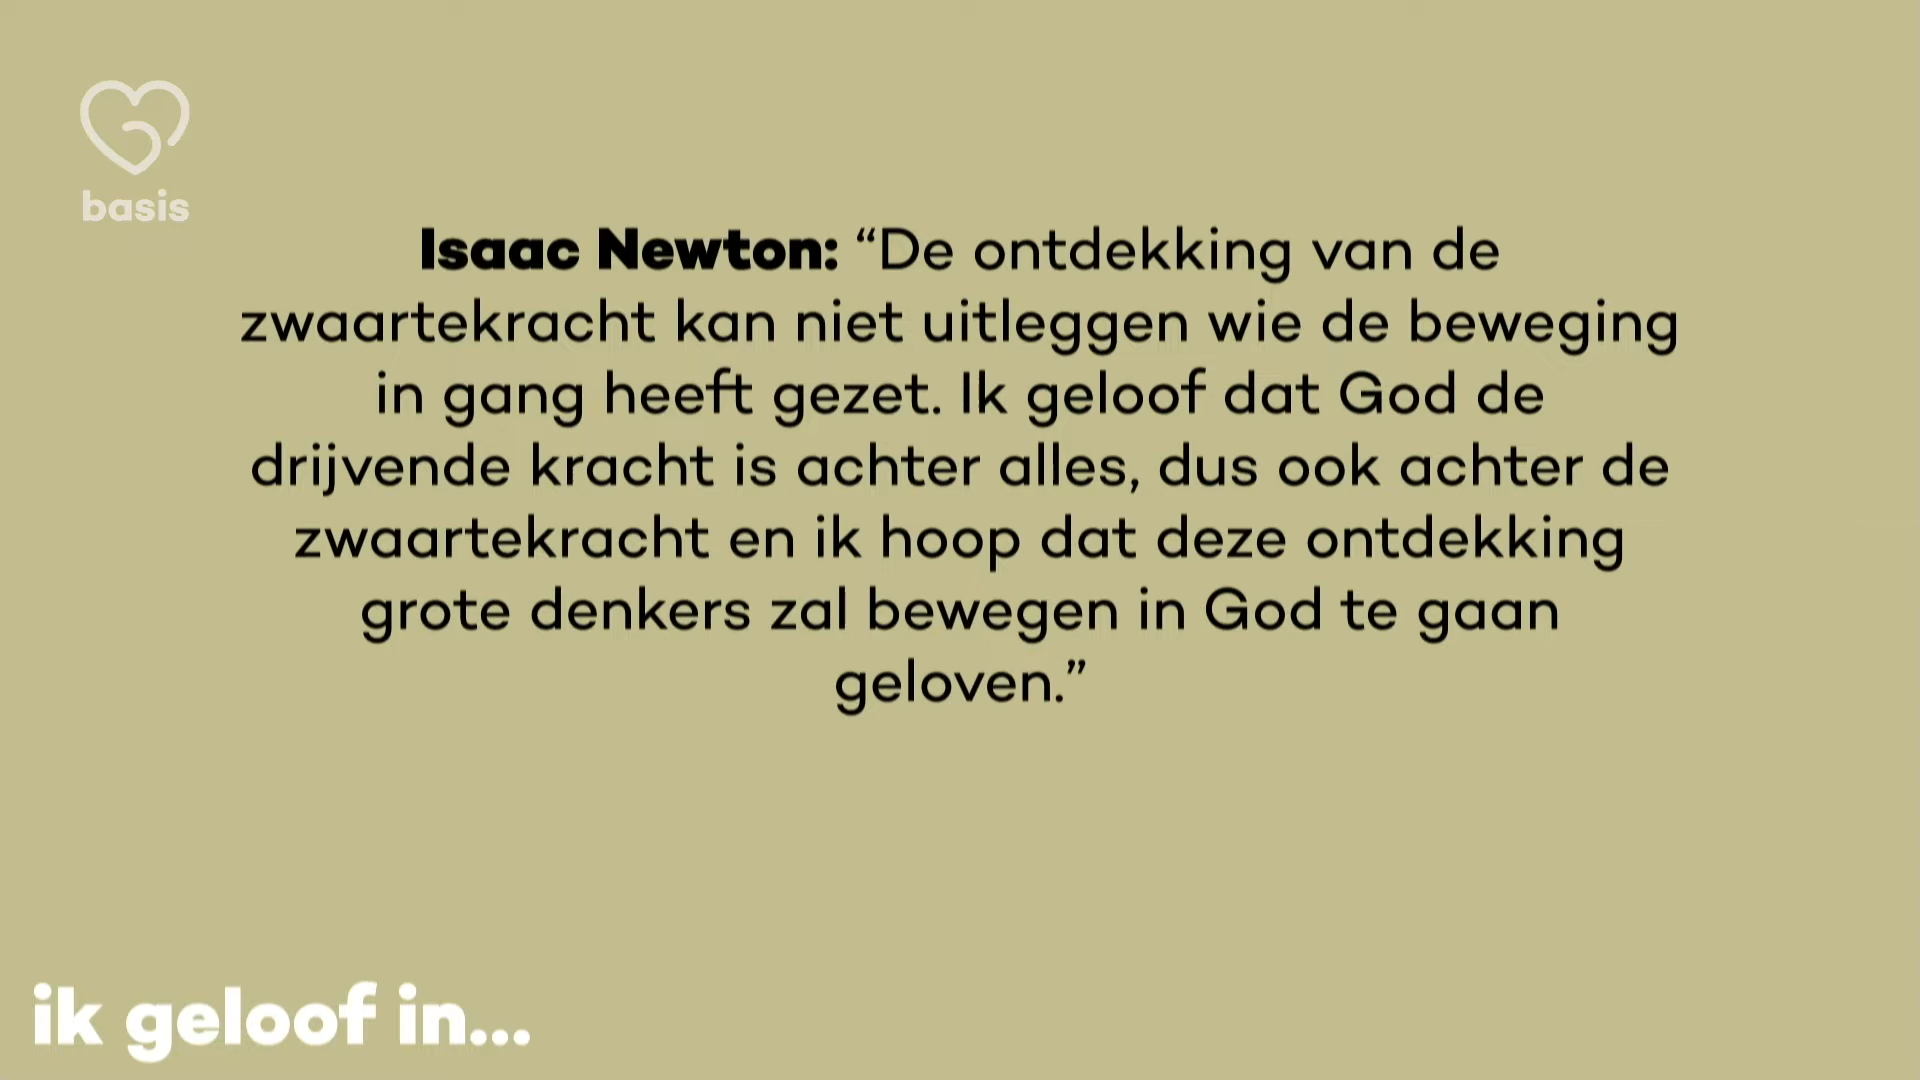 basis
Isaac Newton: “De ontdekking van de
zwaartekracht kan niet uitleggen wie de beweging
in gang heeft gezet. Ik geloof dat God de
drijvende kracht is achter alles, dus ook achter de
zwaartekracht en ik hoop dat deze ontdekking
grote denkers zal bewegen in God te gaan
geloven.”
ik geloof in...